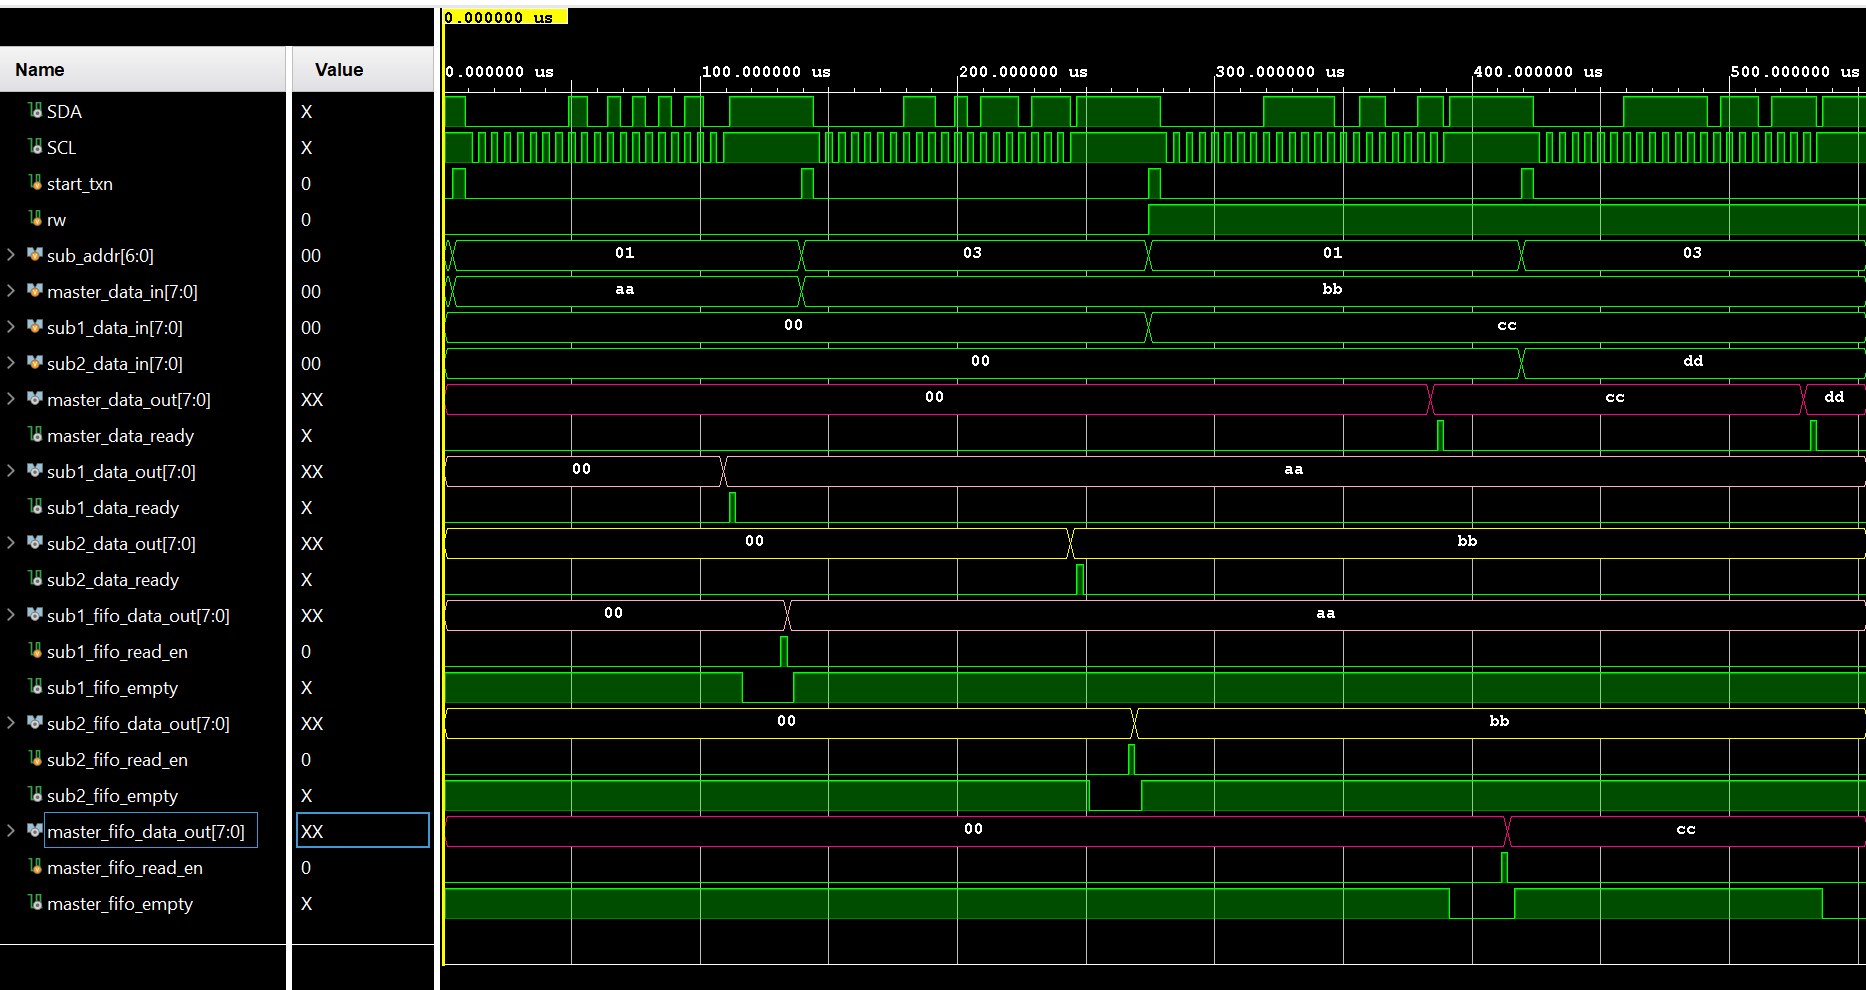 0.000000 us
Name Value
0.000000 us 100.000000 us 200.000000 us 300.000000 us 400.000000 us 500.000000 us
SDA X
SCL X
start_txn 0
rw 0
sub_addr[6:0] 00 01 03 01 03
master_data_in[7:0] 00 aa bb
sub1_data_in[7:0] 00 00 cc
sub2_data_in[7:0] 00 00 dd
master_data_out[7:0] XX 00 cc dd
master_data_ready X
sub1_data_out[7:0] XX 00 aa
sub1_data_ready X
sub2_data_out[7:0] XX 00 bb
sub2_data_ready X
sub1_fifo_data_out[7:0] XX 00 aa
sub1_fifo_read_en 0
sub1_fifo_empty X
sub2_fifo_data_out[7:0] XX 00 bb
sub2_fifo_read_en 0
sub2_fifo_empty X
master_fifo_data_out[7:0] XX 00 cc
master_fifo_read_en 0
master_fifo_empty X